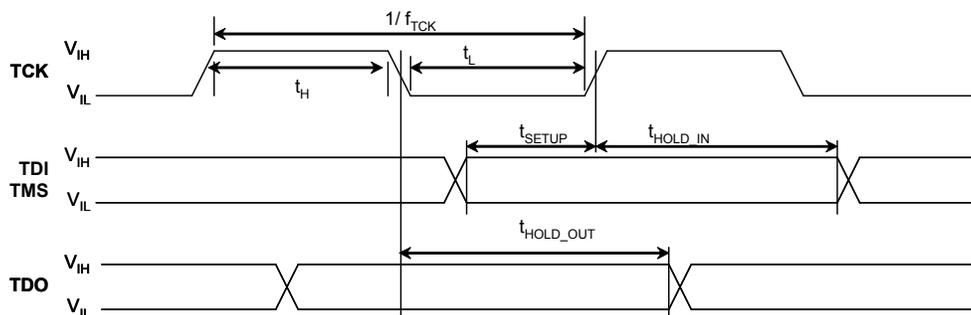 1/ fTCK
TCK
VIH
VIL
tH
tL
TDI
TMS
VIH
VIL
tSETUP
tHOLD_IN
TDO
VIH
VIL
tHOLD_OUT